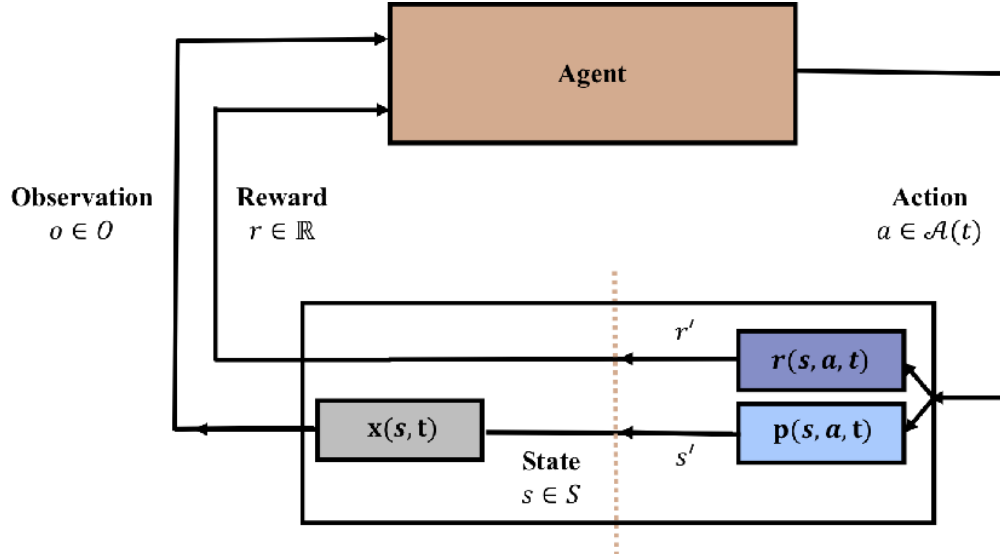 Agent
Observation
o ∈ O
Reward
r ∈ ℝ
Action
a ∈ 𝒜(t)
r′
r(s, a, t)
x(s, t)
p(s, a, t)
s′
State
s ∈ S